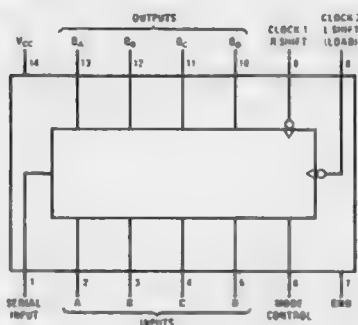 OUTPUTS
CLOCK 2
CLOCK 1 L SHIFT
VCC QA QB QC QD R SHIFT (LOAD)
14 13 12 11 10 9 8
1 2 3 4 5 6 7
SERIAL A B C D MODE GND
INPUT INPUTS CONTROL